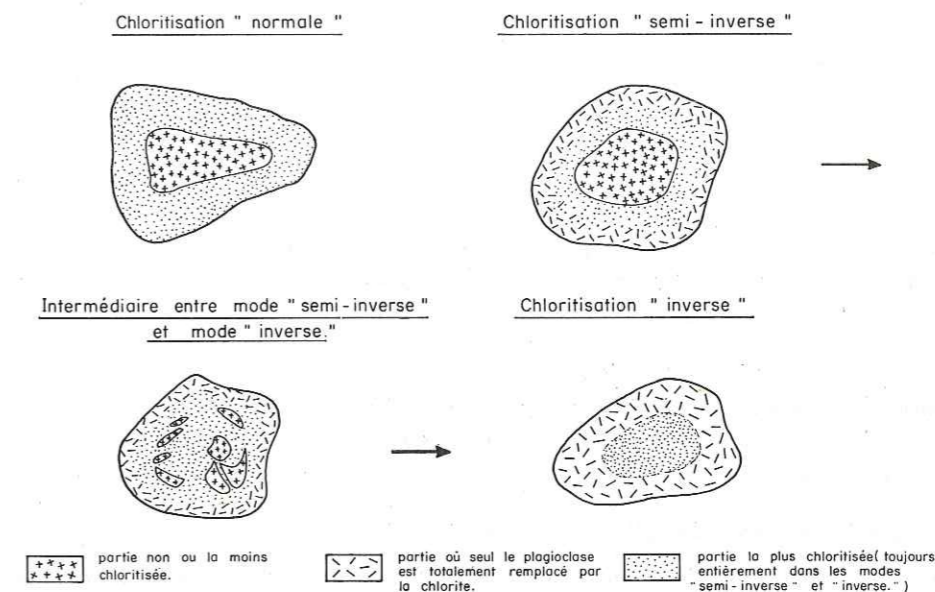 Chloritisation " normale "
Chloritisation " semi - inverse "
Intermédiaire entre mode " semi - inverse "
et mode " inverse. "
Chloritisation " inverse "
partie non ou la moins
chloritisée.
partie où seul le plagioclase
est totalement remplacé par
la chlorite.
partie la plus chloritisée( toujours
entièrement dans les modes
"semi - inverse " et "inverse. ")